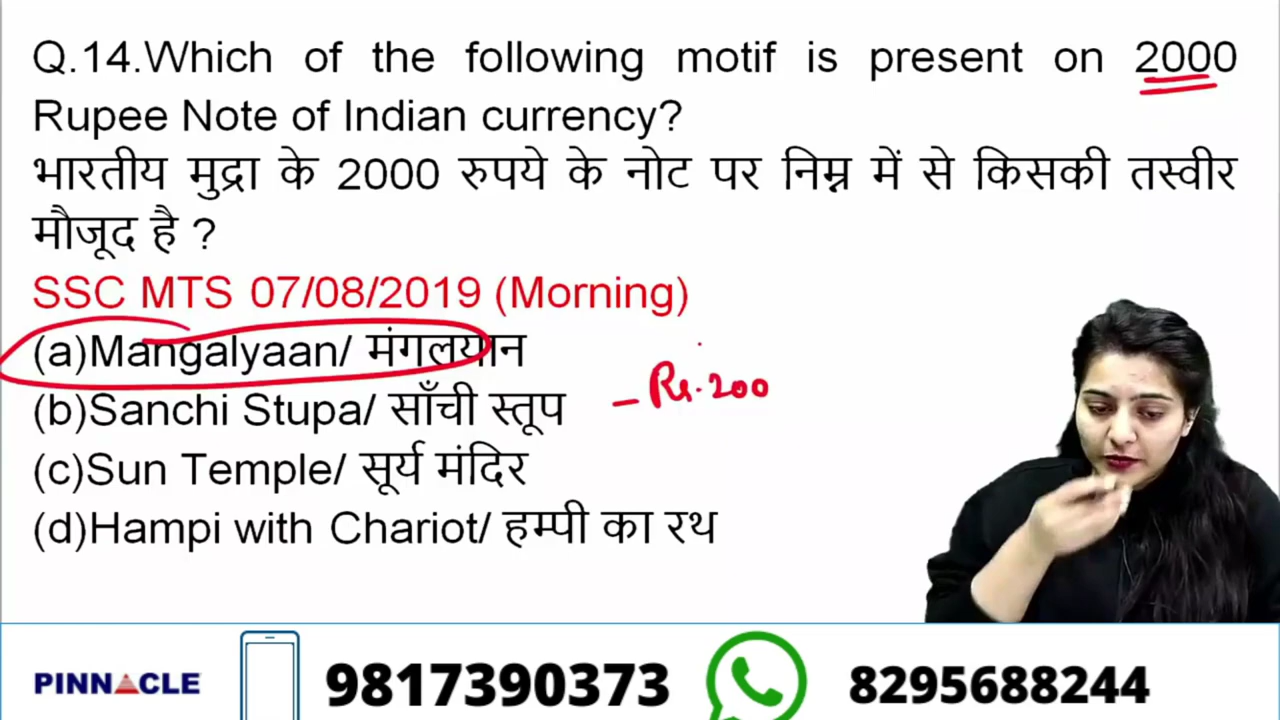 Q.14.Which of the following motif is present on 2000
Rupee Note of Indian currency?
भारतीय मुद्रा के 2000 रुपये के नोट पर निम्न में से किसकी तस्वीर
मौजूद है ?
SSC MTS 07/08/2019 (Morning)
(a)Mangalyaan/ मंगलयान
(b)Sanchi Stupa/ साँची स्तूप – Rs.200
(c)Sun Temple/ सूर्य मंदिर
(d)Hampi with Chariot/ हम्पी का रथ
PINNACLE 9817390373 8295688244